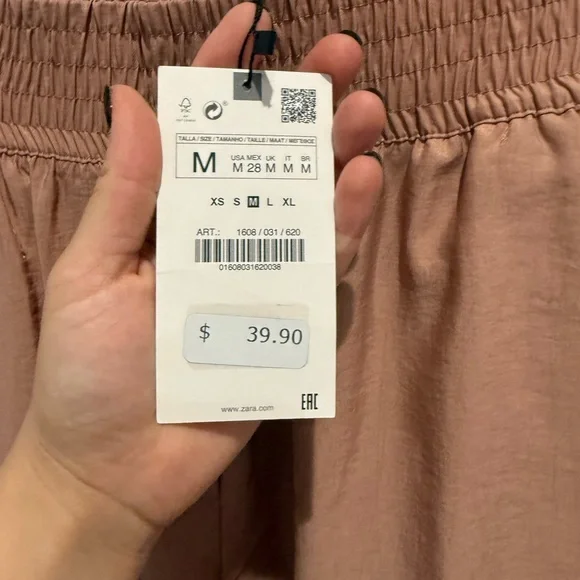 FSC
TALLA / SIZE / TAMANHO / TAILLE / MAAT / ΜΕΓΕΘΟΣ
M USA MEX UK IT BR
M 28 M M M
XS S M L XL
ART.: 1608 / 031 / 620
01608031620038
$ 39.90
www.zara.com EAC